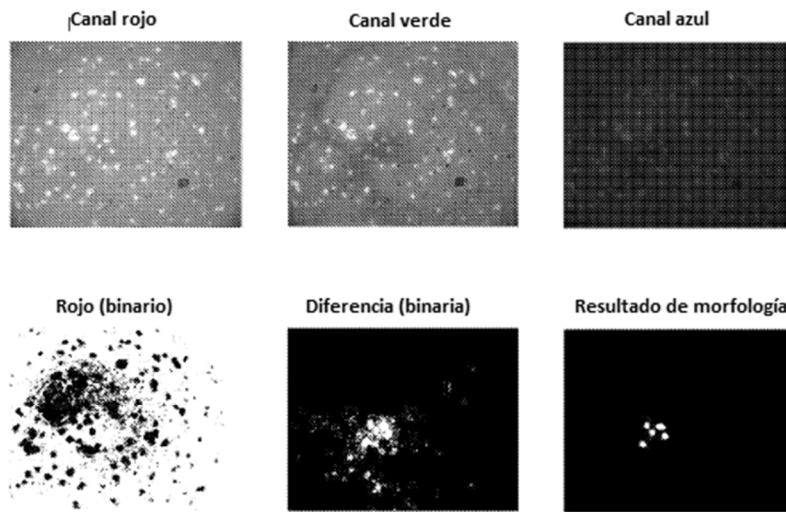 Canal rojo
Canal verde
Canal azul
Rojo (binario)
Diferencia (binaria)
Resultado de morfología